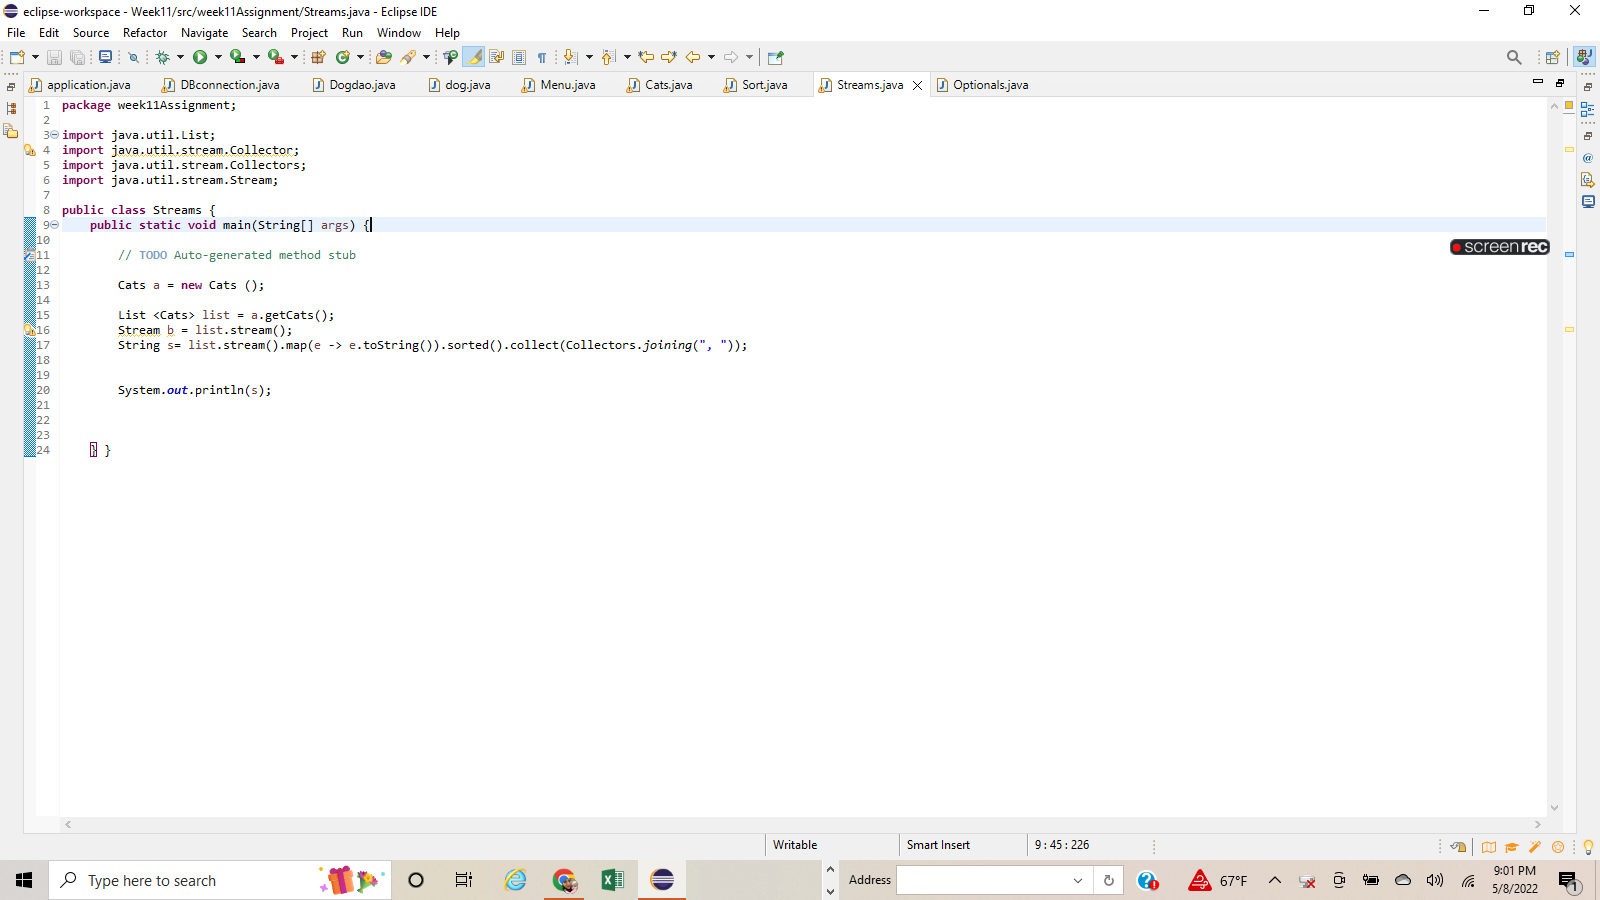 eclipse-workspace - Week11/src/week11Assignment/Streams.java - Eclipse IDE
File Edit Source Refactor Navigate Search Project Run Window Help
application.java DBconnection.java Dogdao.java dog.java Menu.java Cats.java Sort.java Streams.java Optionals.java
1 package week11Assignment;
2
3 import java.util.List;
4 import java.util.stream.Collector;
5 import java.util.stream.Collectors;
6 import java.util.stream.Stream;
7
8 public class Streams {
9 public static void main(String[] args) {
10
screenrec
11 // TODO Auto-generated method stub
12
13 Cats a = new Cats ();
14
15 List <Cats> list = a.getCats();
16 Stream b = list.stream();
17 String s= list.stream().map(e -> e.toString()).sorted().collect(Collectors.joining(", "));
18
19
20 System.out.println(s);
21
22
23
24 } }
Writable Smart Insert 9 : 45 : 226
Type here to search Address 67°F 9:01 PM
5/8/2022 1